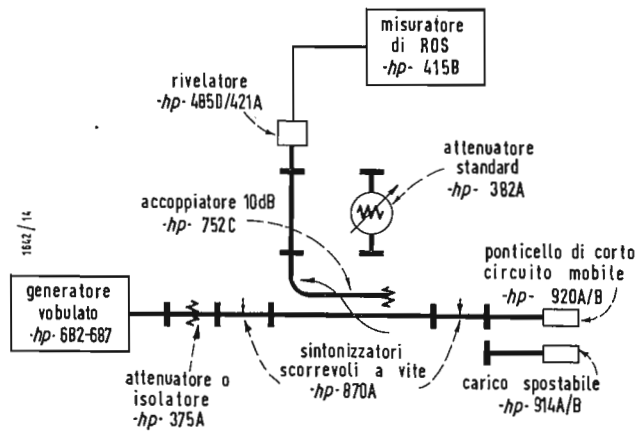 misuratore
di ROS
-hp- 415B
rivelatore
-hp- 485D/421A
attenuatore
standard
-hp- 382A
accoppiatore 10dB
-hp- 752C
1642/14
ponticello di corto
circuito mobile
-hp- 920A/B
generatore
vobulato
-hp- 682-687
sintonizzatori
scorrevoli a vite
-hp- 870A
attenuatore o
isolatore
-hp- 375A
carico spostabile
-hp- 914A/B